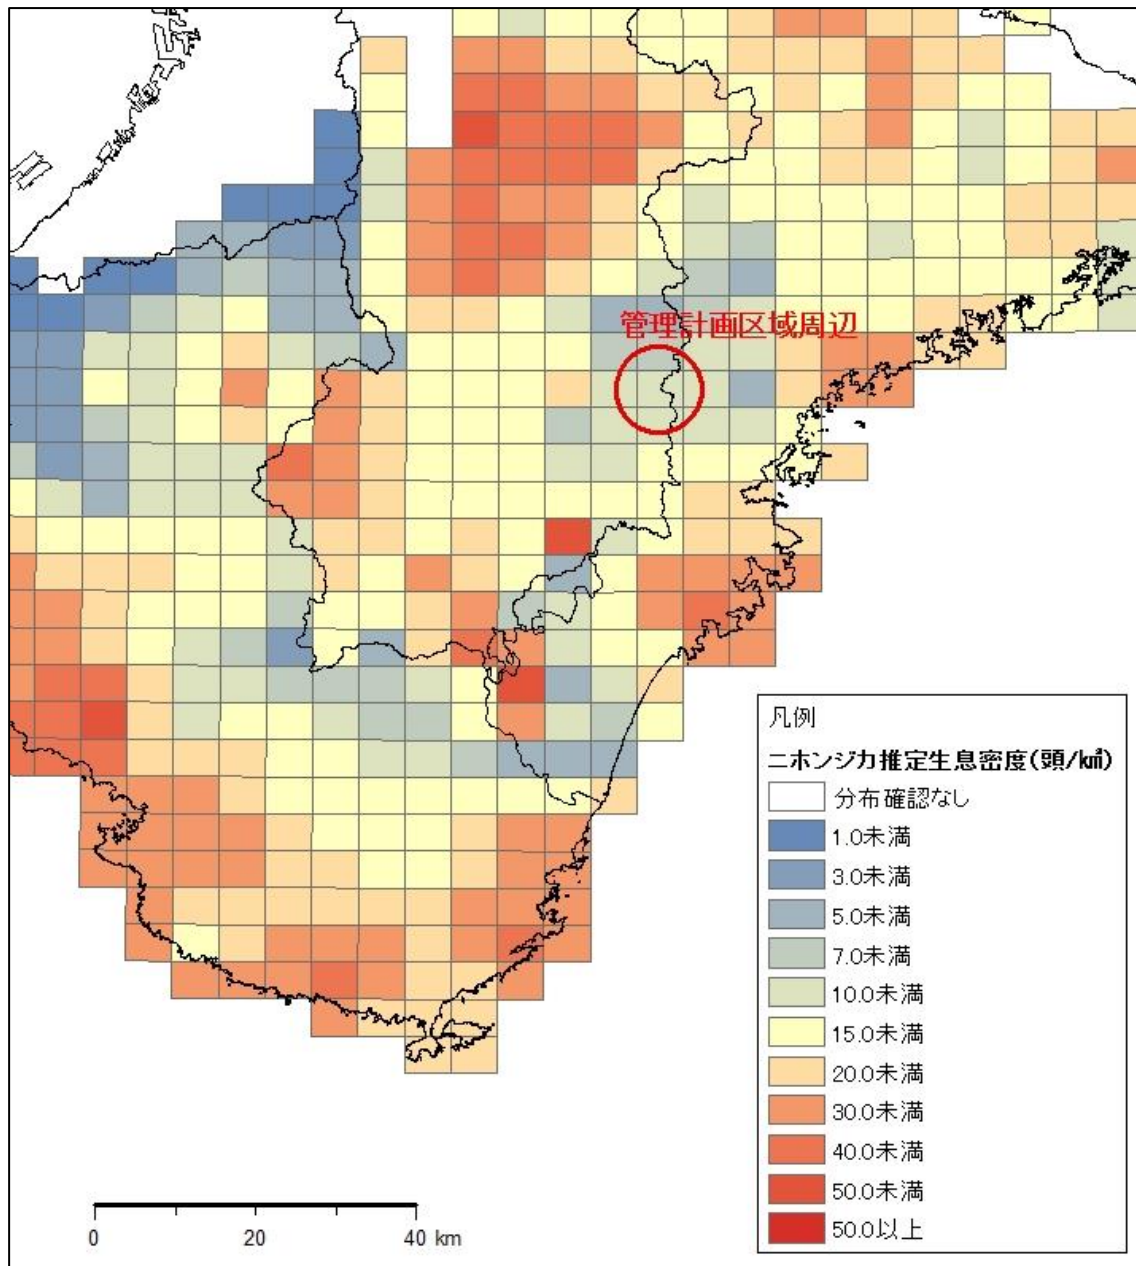 管理計画区域周辺
凡例
ニホンジカ推定生息密度(頭/k㎡)
分布確認なし
1.0未満
3.0未満
5.0未満
7.0未満
10.0未満
15.0未満
20.0未満
30.0未満
40.0未満
50.0未満
50.0以上
0 20 40 km